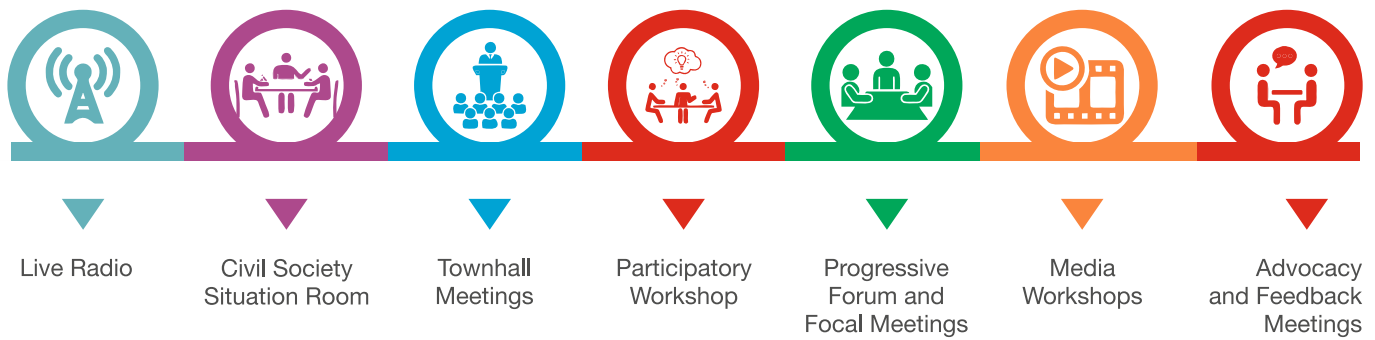 Live Radio
Civil Society
Situation Room
Townhall
Meetings
Participatory
Workshop
Progressive
Forum and
Focal Meetings
Media
Workshops
Advocacy
and Feedback
Meetings